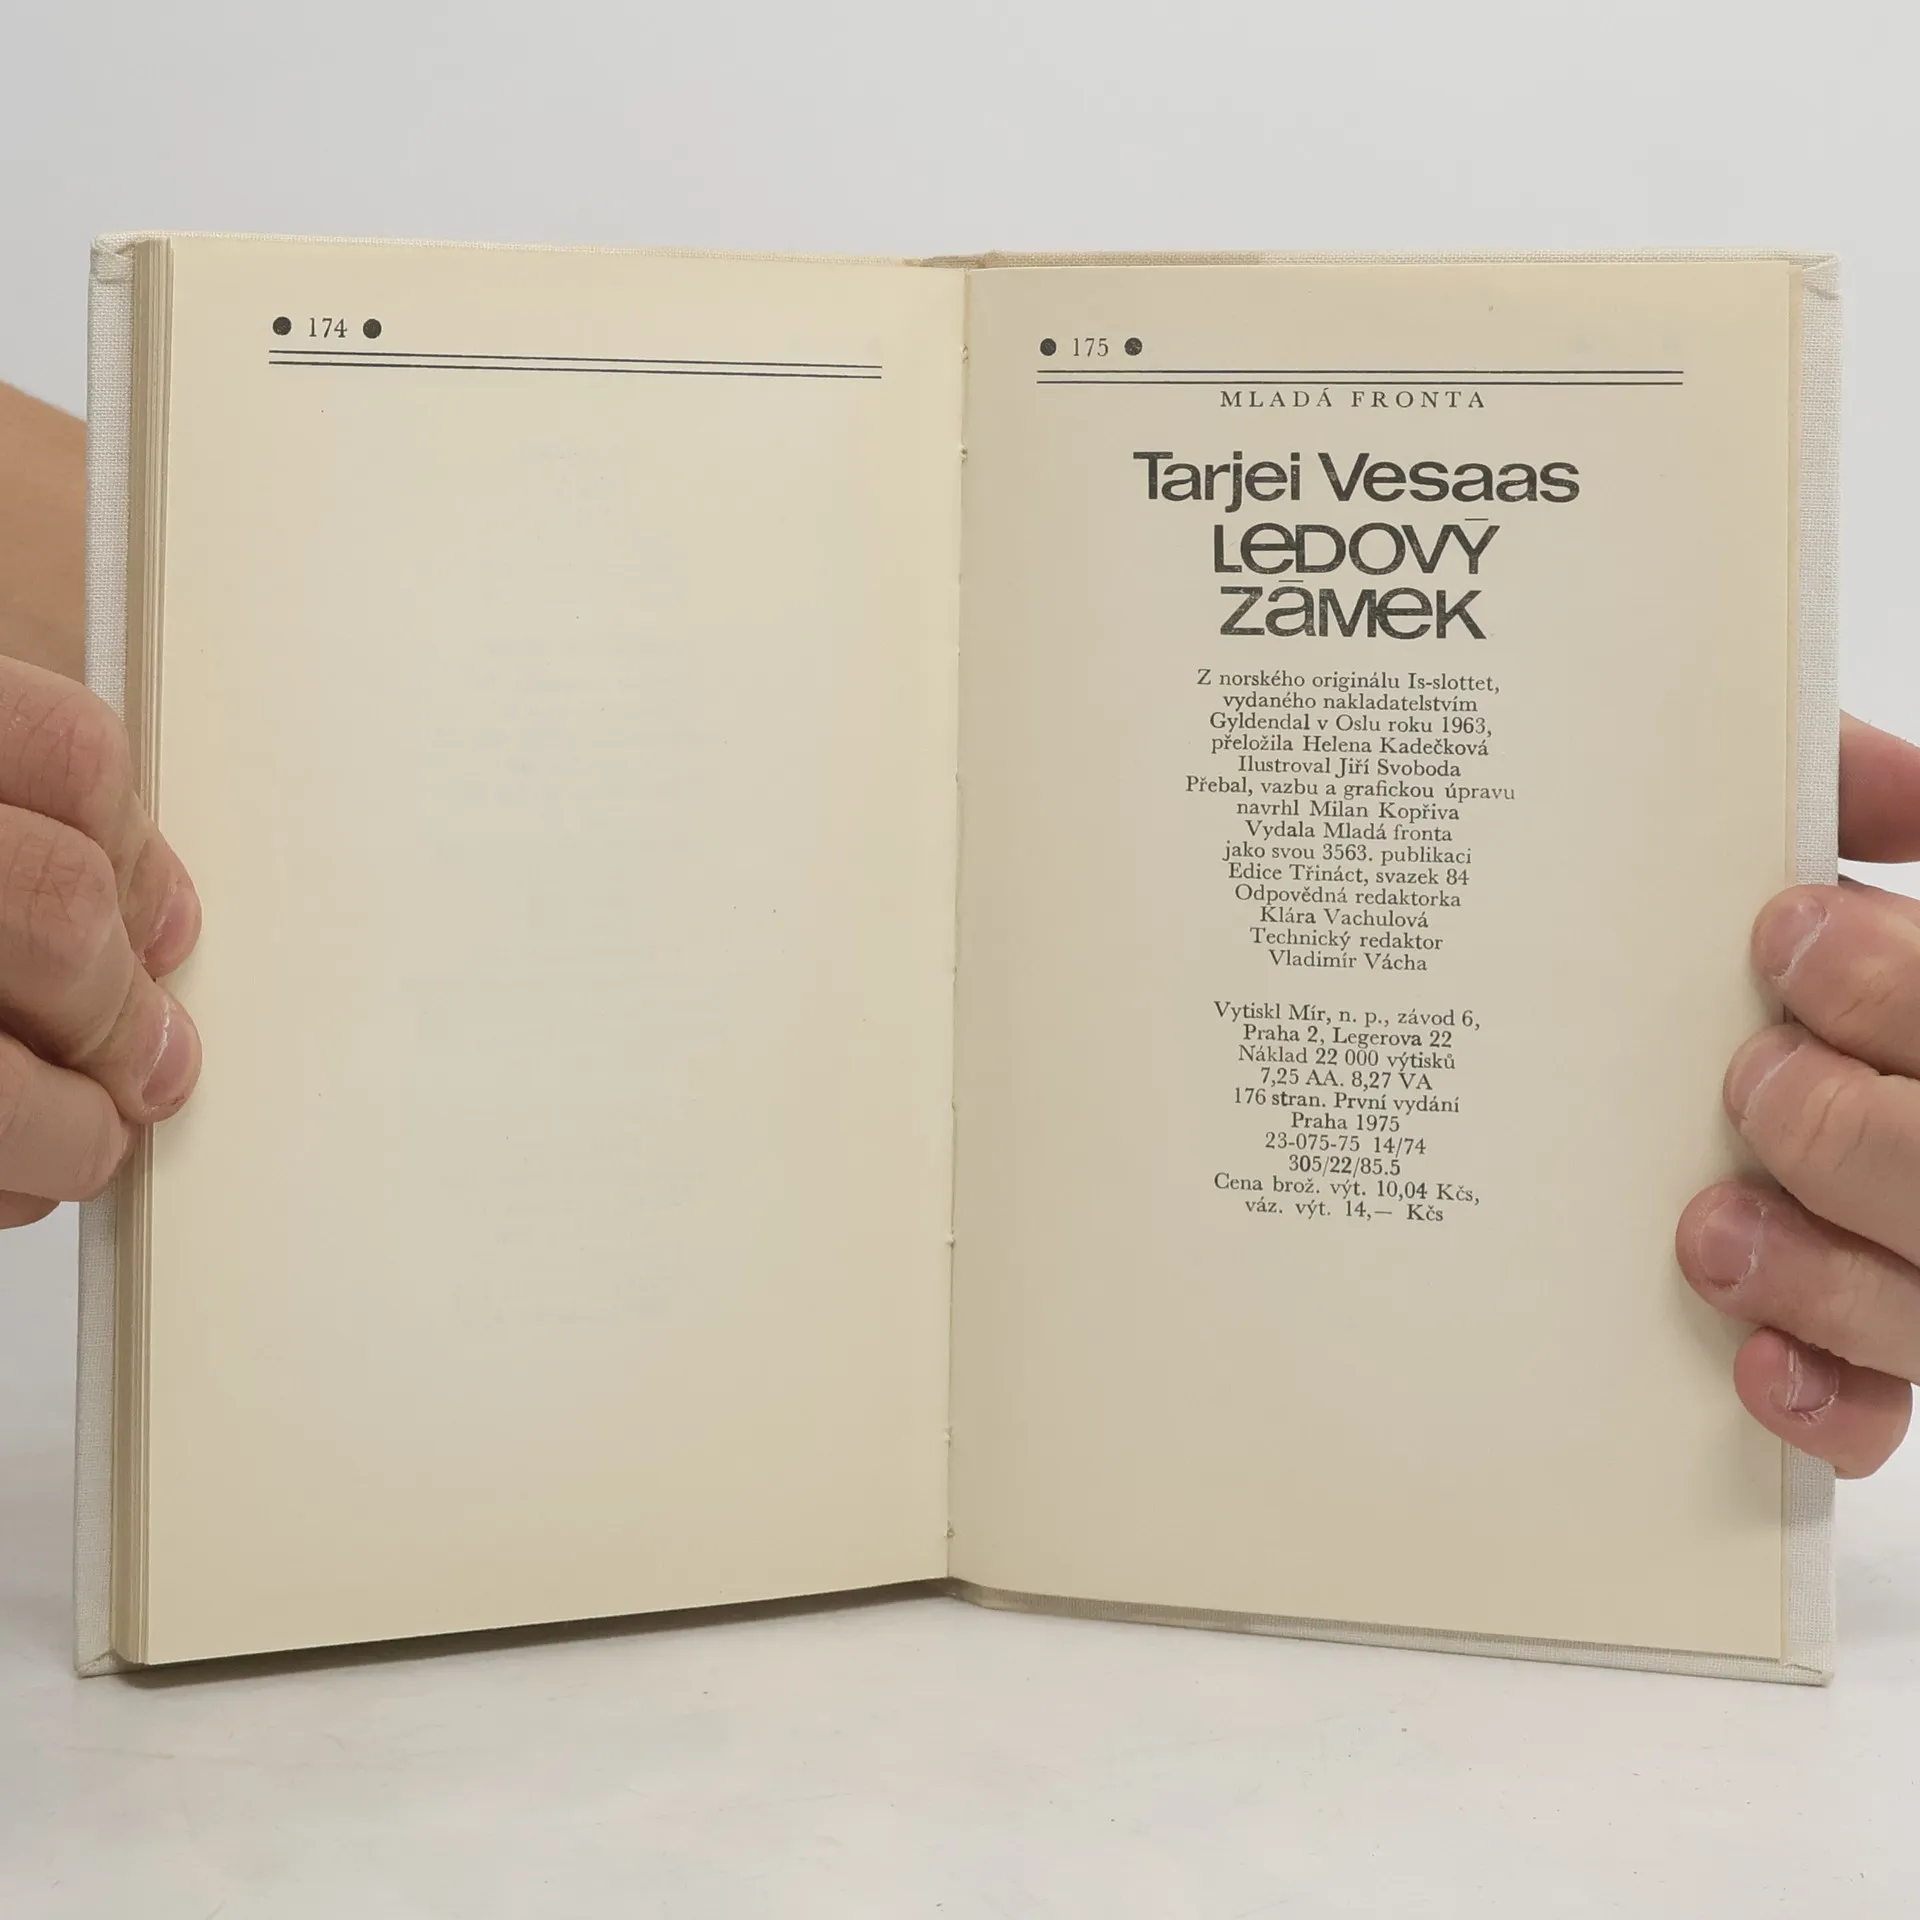 ● 174 ●
● 175 ●
MLADÁ FRONTA
Tarjei Vesaas
LEDOVÝ
ZÁMEK
Z norského originálu Is-slottet,
vydaného nakladatelstvím
Gyldendal v Oslu roku 1963,
přeložila Helena Kadečková
Ilustroval Jiří Svoboda
Přebal, vazbu a grafickou úpravu
navrhl Milan Kopřiva
Vydala Mladá fronta
jako svou 3563. publikaci
Edice Třináct, svazek 84
Odpovědná redaktorka
Klára Vachulová
Technický redaktor
Vladimír Vácha
Vytiskl Mír, n. p., závod 6,
Praha 2, Legerova 22
Náklad 22 000 výtisků
7,25 AA. 8,27 VA
176 stran. První vydání
Praha 1975
23-075-75 14/74
305/22/85.5
Cena brož. výt. 10,04 Kčs,
váz. výt. 14,— Kčs